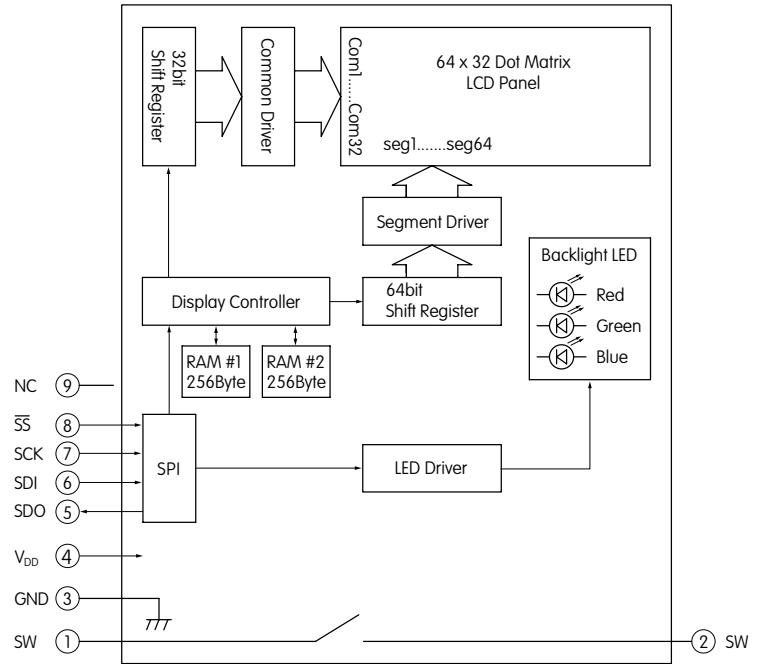 32bit
Shift Register
Common Driver
Com1......Com32
64 x 32 Dot Matrix
LCD Panel
seg1.......seg64
Segment Driver
Backlight LED
Red
Green
Blue
Display Controller
64bit
Shift Register
RAM #1
256Byte
RAM #2
256Byte
NC 9
S̅S̅ 8
SCK 7
SDI 6
SDO 5
SPI
LED Driver
VDD 4
GND 3
SW 1
2 SW